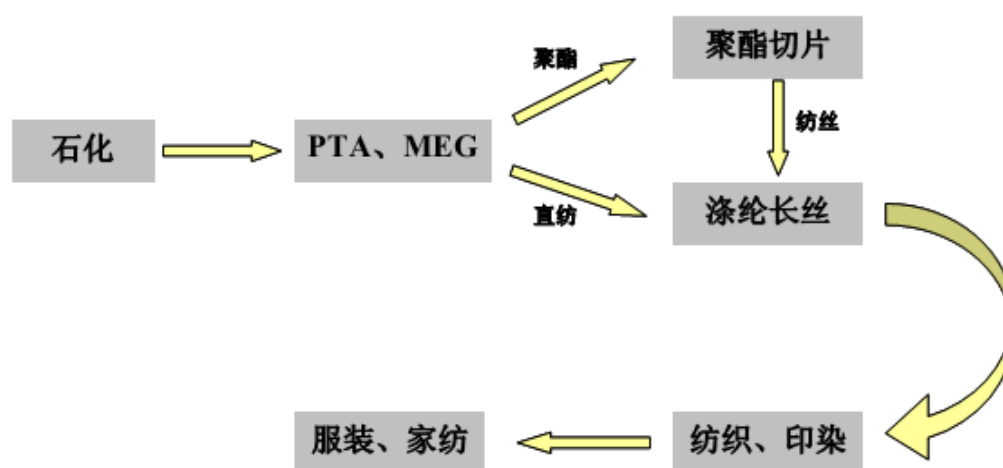 聚酯切片
聚酯
纺丝
石化
PTA、MEG
直纺
涤纶长丝
服装、家纺
纺织、印染